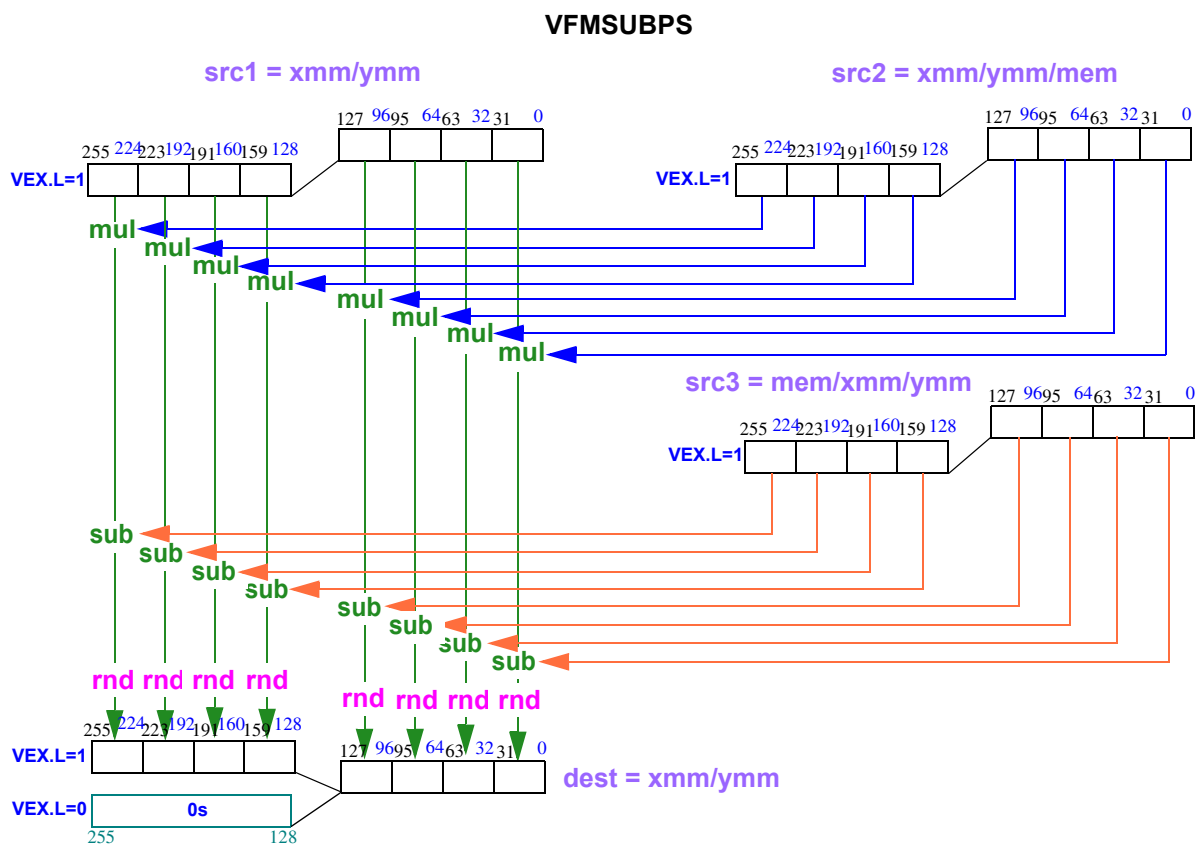 VFMSUBPS
src1 = xmm/ymm
src2 = xmm/ymm/mem
127 96 95 64 63 32 31 0
127 96 95 64 63 32 31 0
255 224 223 192 191 160 159 128
255 224 223 192 191 160 159 128
VEX.L=1
VEX.L=1
mul
mul
mul
mul
mul
mul
mul
mul
src3 = mem/xmm/ymm
127 96 95 64 63 32 31 0
255 224 223 192 191 160 159 128
VEX.L=1
sub
sub
sub
sub
sub
sub
sub
sub
rnd rnd rnd rnd
rnd rnd rnd rnd
255 224 223 192 191 160 159 128
127 96 95 64 63 32 31 0
VEX.L=1
dest = xmm/ymm
VEX.L=0 0s
255 128